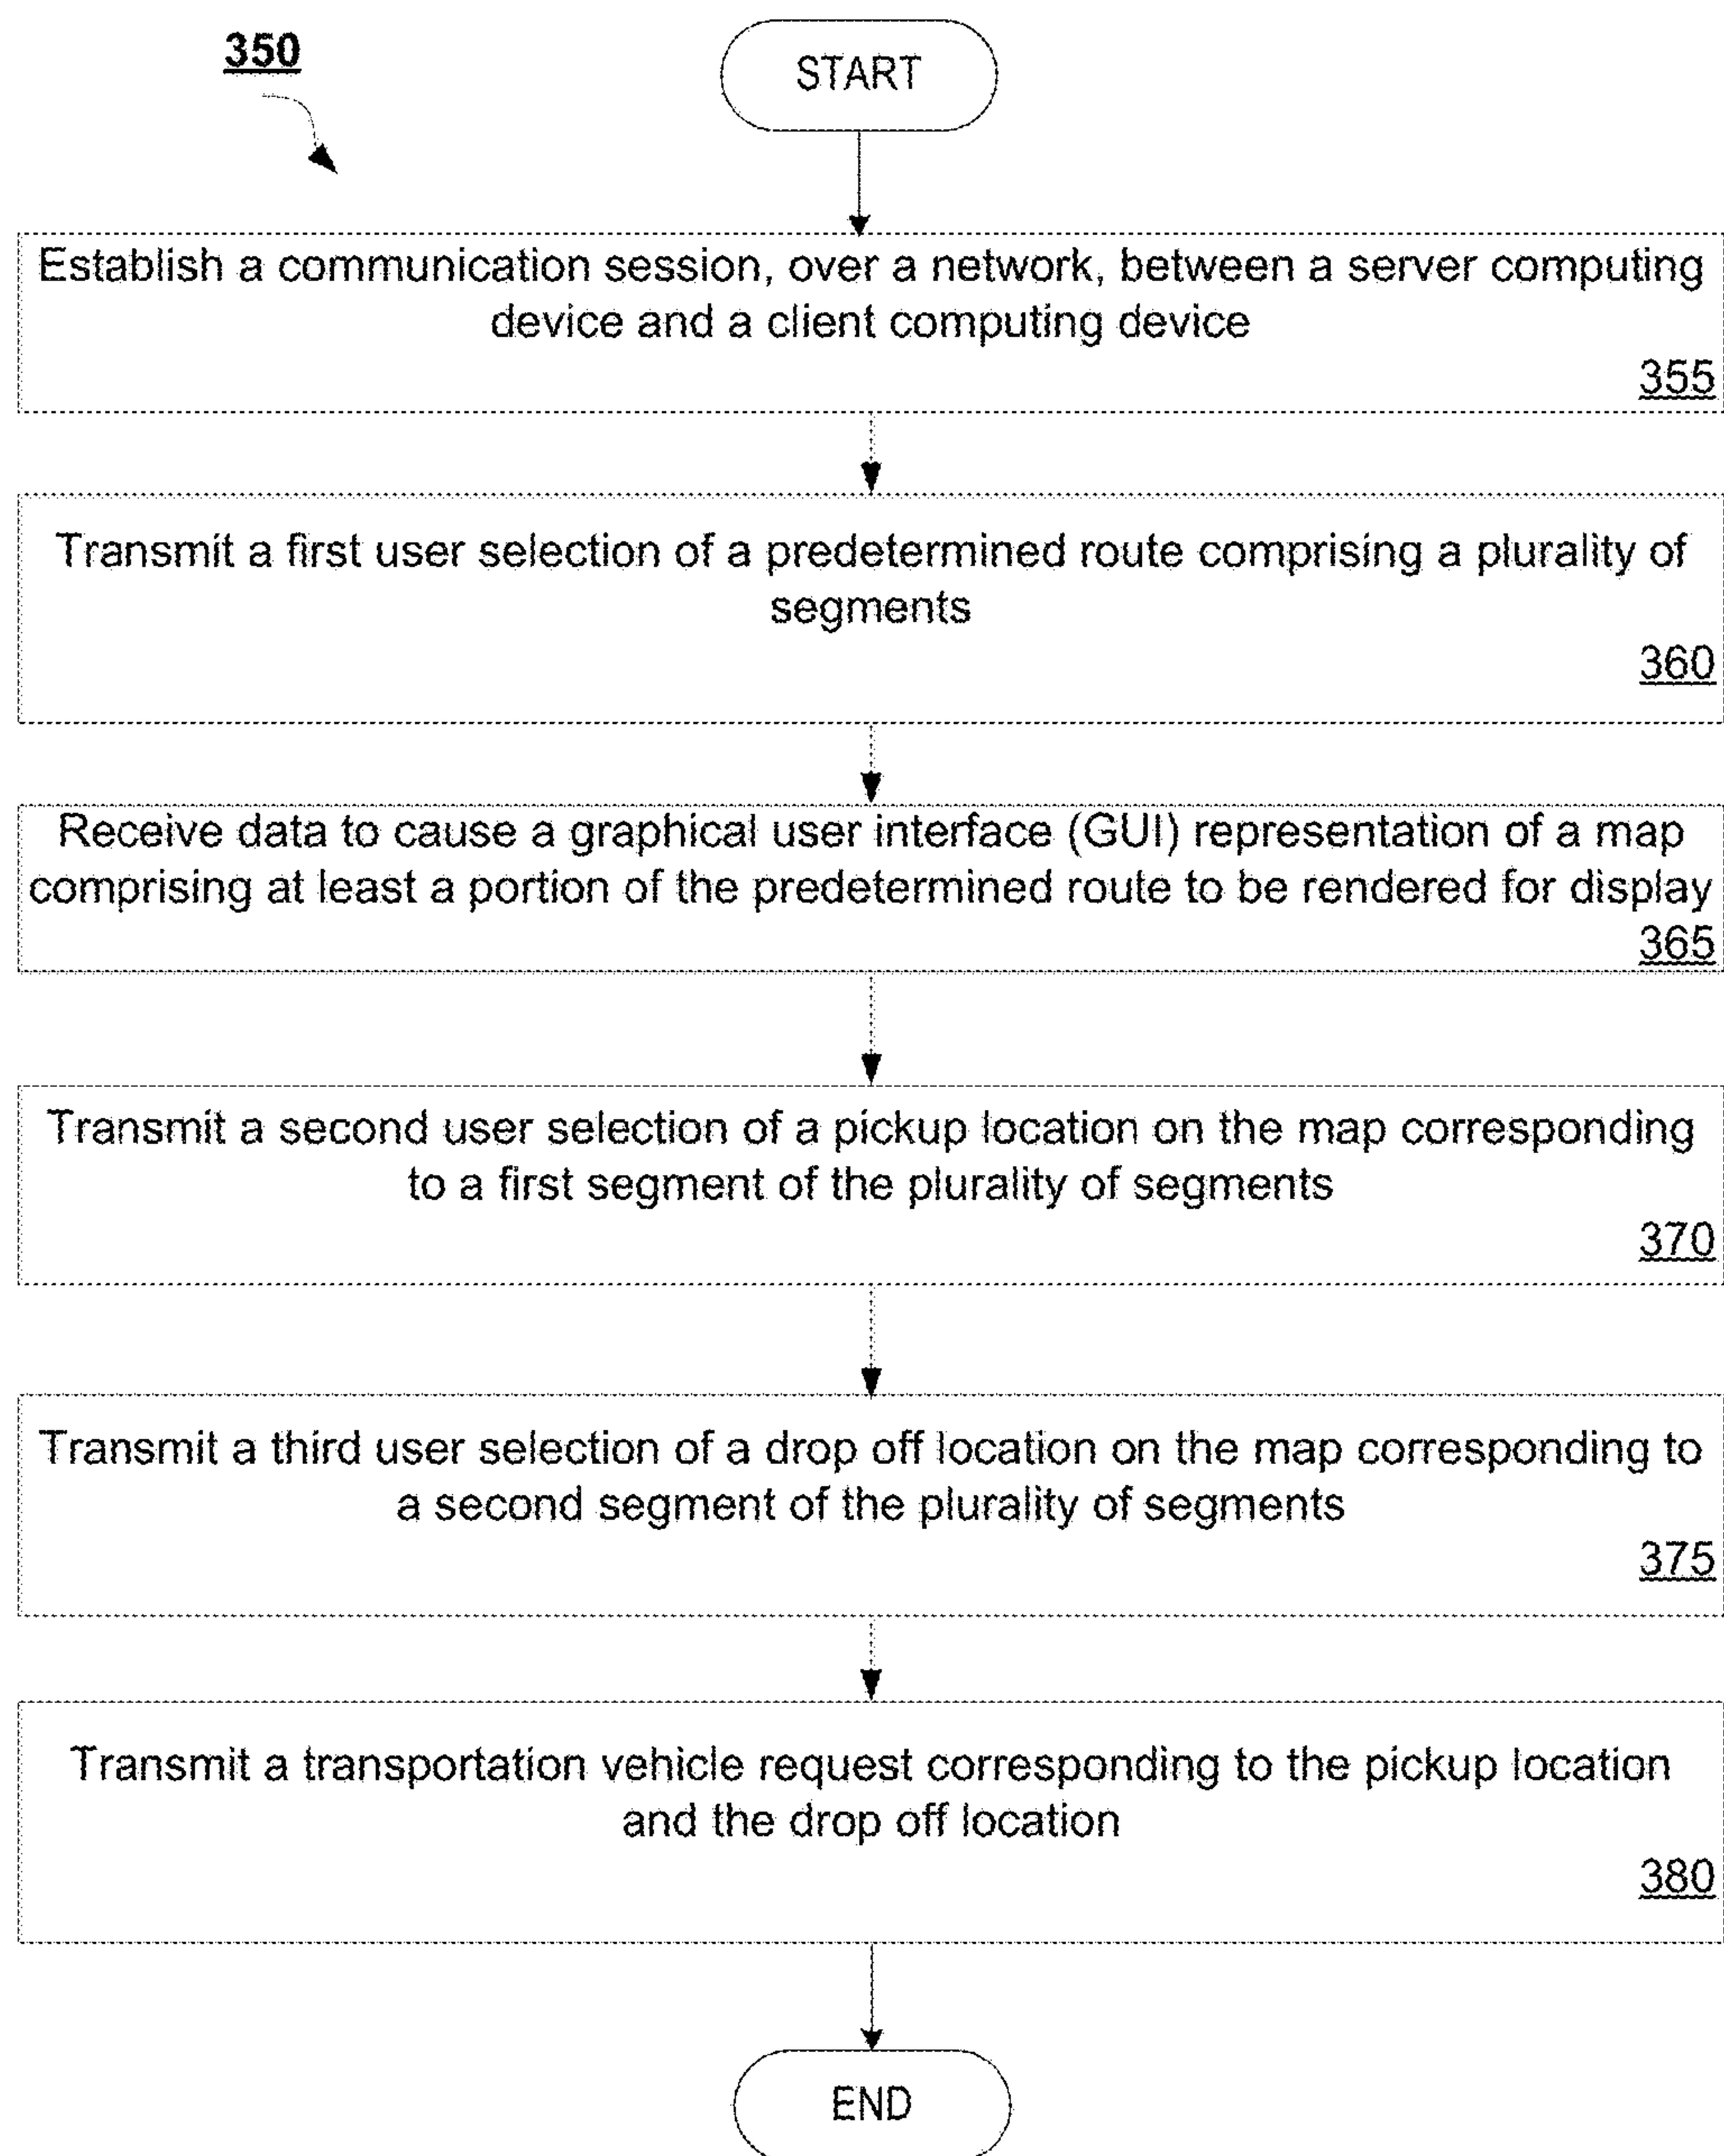 350
START
Establish a communication session, over a network, between a server computing
device and a client computing device
355
Transmit a first user selection of a predetermined route comprising a plurality of
segments
360
Receive data to cause a graphical user interface (GUI) representation of a map
comprising at least a portion of the predetermined route to be rendered for display
365
Transmit a second user selection of a pickup location on the map corresponding
to a first segment of the plurality of segments
370
Transmit a third user selection of a drop off location on the map corresponding to
a second segment of the plurality of segments
375
Transmit a transportation vehicle request corresponding to the pickup location
and the drop off location
380
END